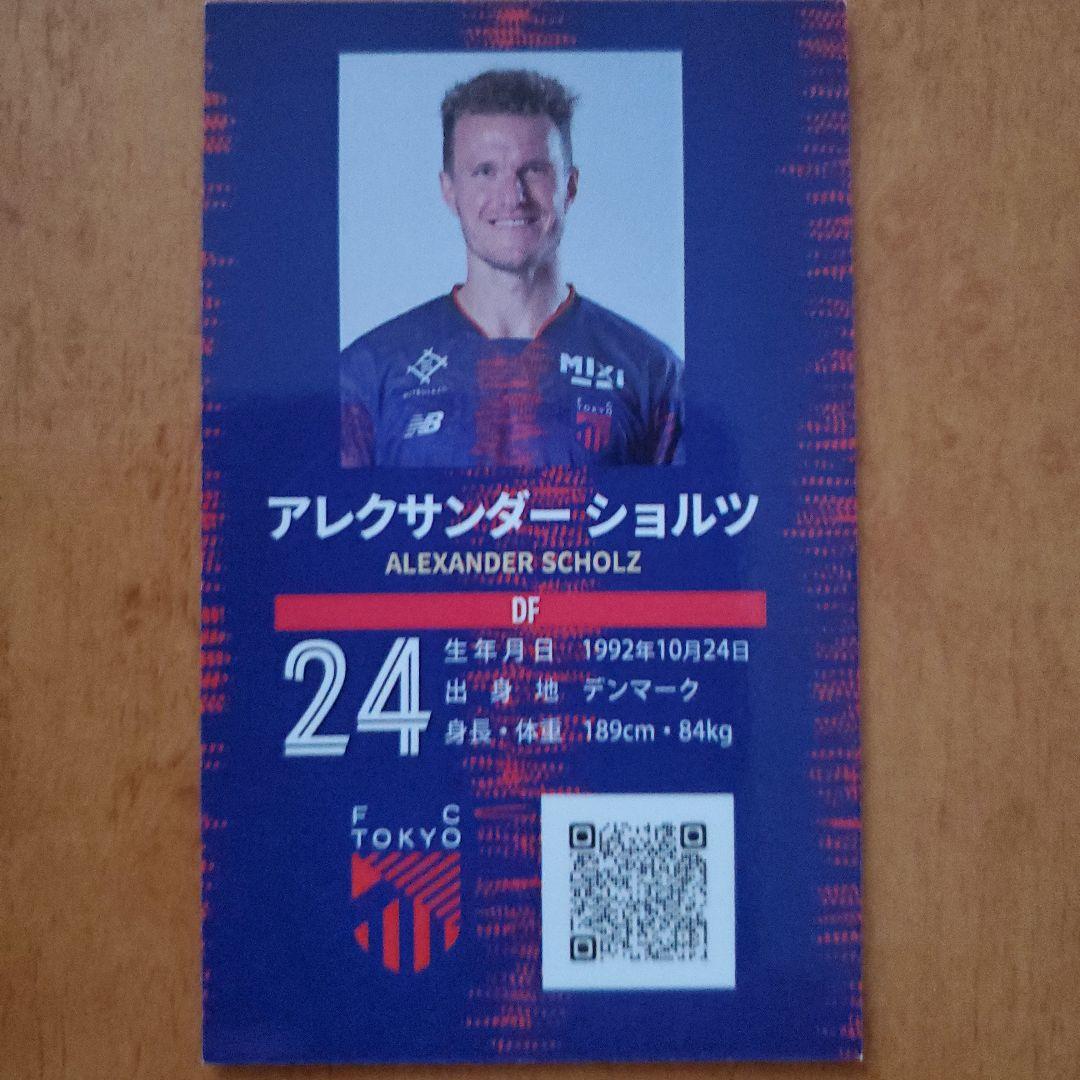 MIXI
NB
FC
TOKYO
アレクサンダー ショルツ
ALEXANDER SCHOLZ
DF
24
生年月日 1992年10月24日
出身地 デンマーク
身長・体重 189cm・84kg
F C
TOKYO